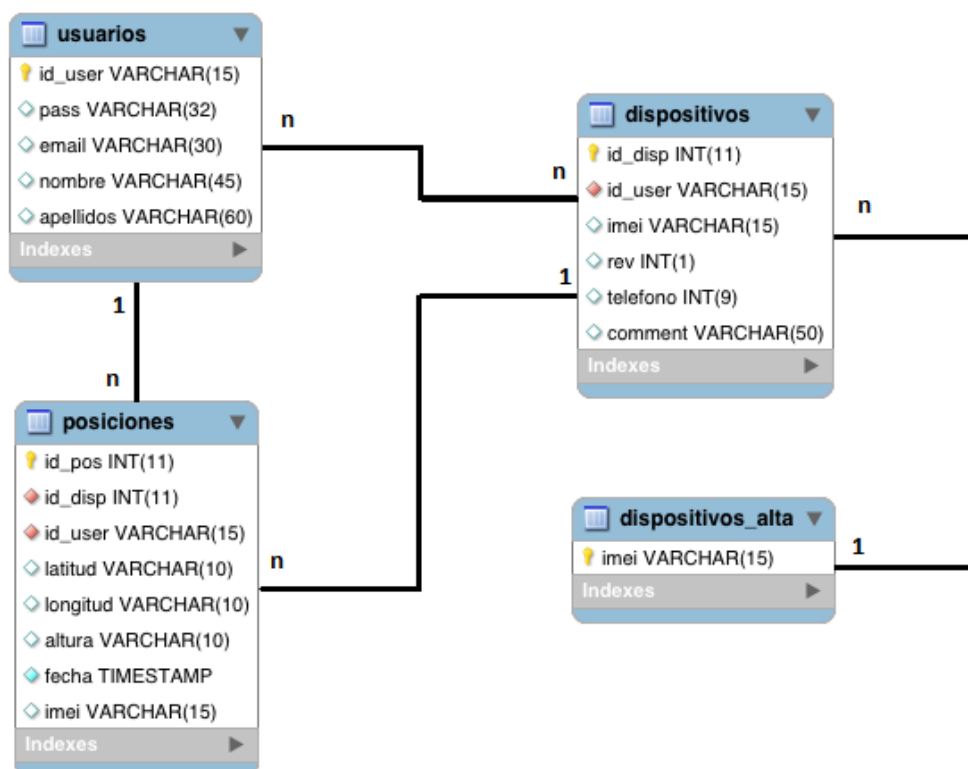 usuarios
id_user VARCHAR(15)
pass VARCHAR(32)
email VARCHAR(30)
nombre VARCHAR(45)
apellidos VARCHAR(60)
Indexes
n
n
dispositivos
id_disp INT(11)
id_user VARCHAR(15)
imei VARCHAR(15)
rev INT(1)
telefono INT(9)
comment VARCHAR(50)
Indexes
n
1
1
n
posiciones
id_pos INT(11)
id_disp INT(11)
id_user VARCHAR(15)
latitud VARCHAR(10)
longitud VARCHAR(10)
altura VARCHAR(10)
fecha TIMESTAMP
imei VARCHAR(15)
Indexes
n
dispositivos_alta
imei VARCHAR(15)
Indexes
1